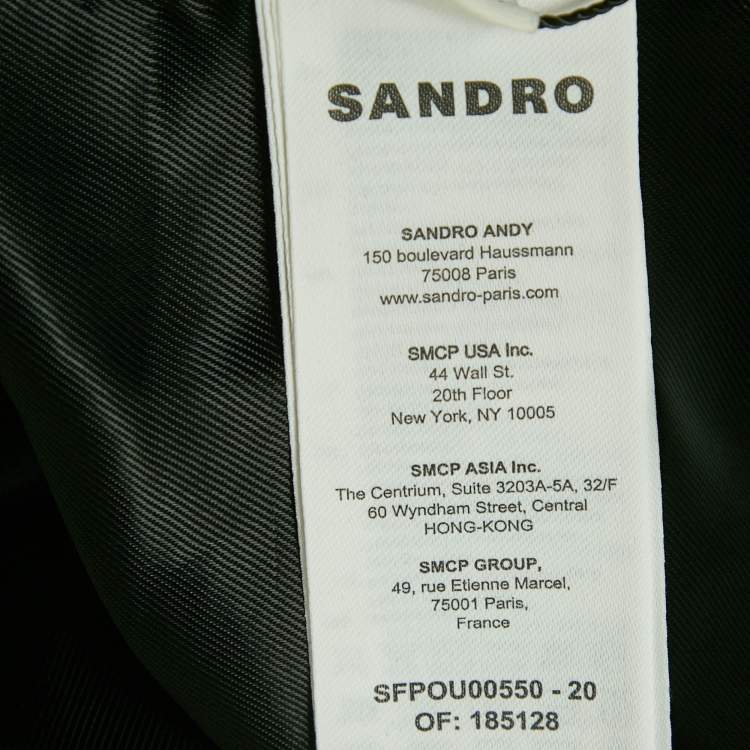 SANDRO
SANDRO ANDY
150 boulevard Haussmann
75008 Paris
www.sandro-paris.com
SMCP USA Inc.
44 Wall St.
20th Floor
New York, NY 10005
SMCP ASIA Inc.
The Centrium, Suite 3203A-5A, 32/F
60 Wyndham Street, Central
HONG-KONG
SMCP GROUP,
49, rue Etienne Marcel,
75001 Paris,
France
SFPOU00550 - 20
OF: 185128